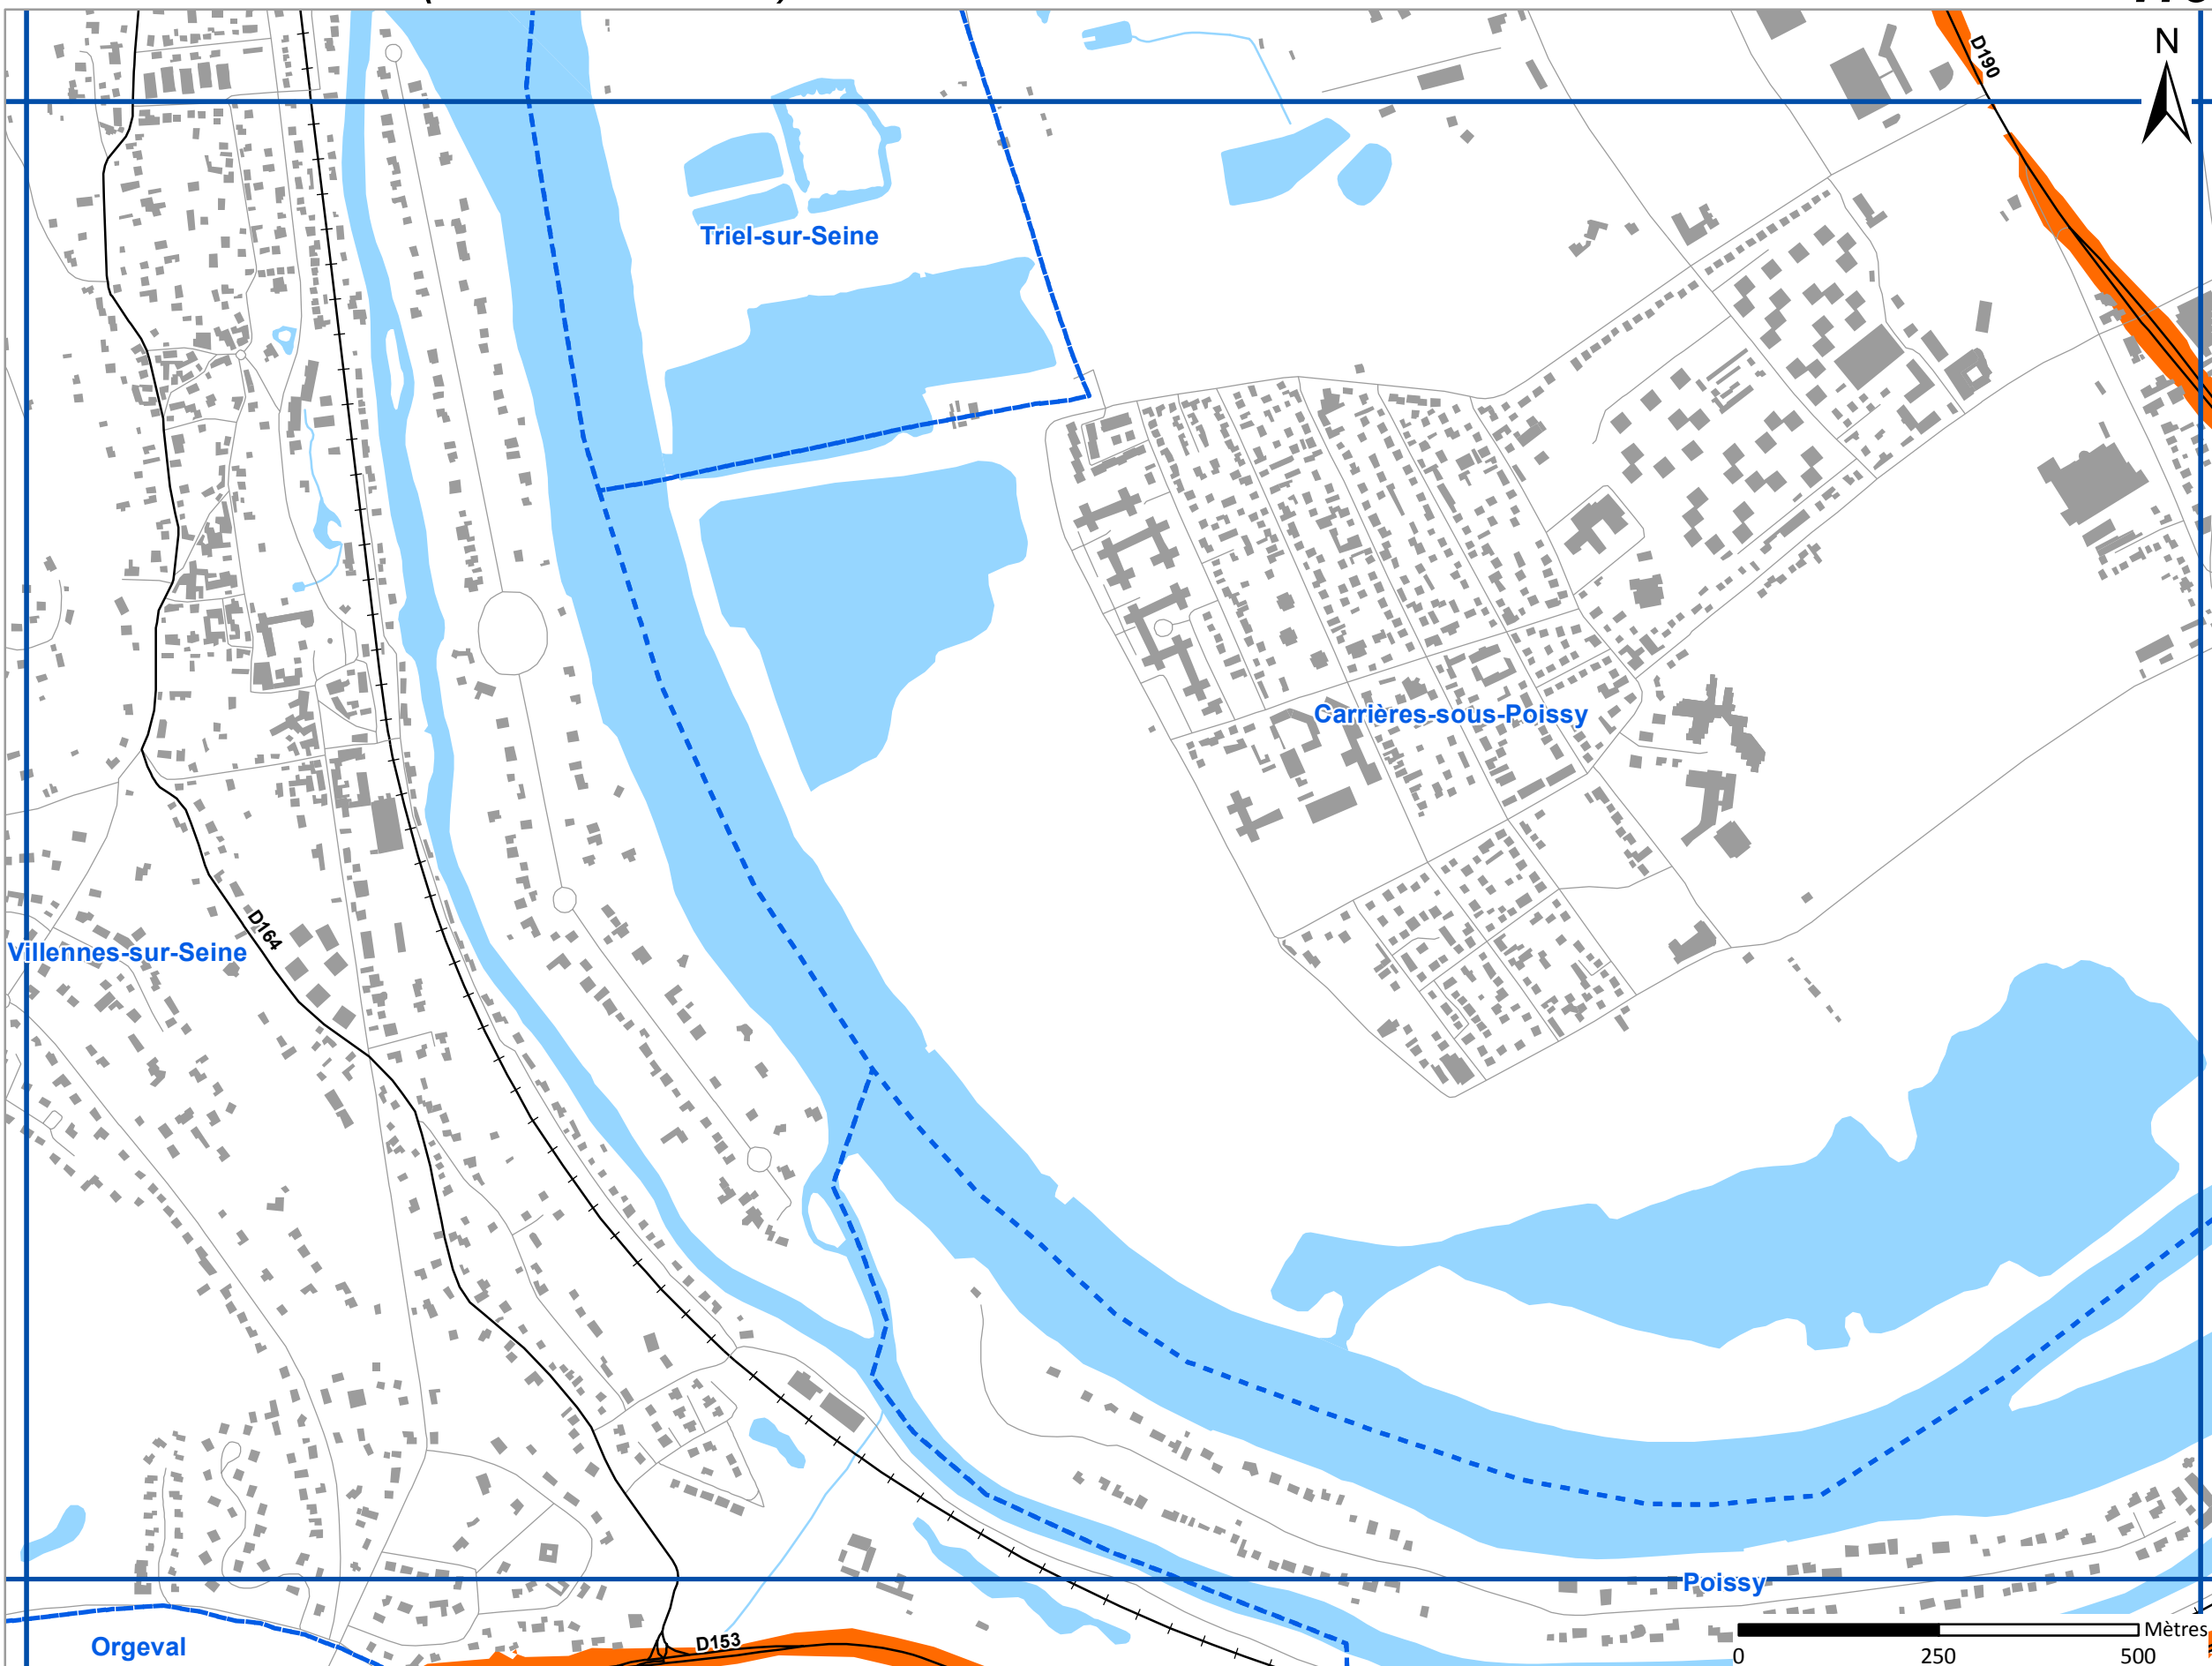 D190
N
Triel-sur-Seine
Carrières-sous-Poissy
D164
Villennes-sur-Seine
Poissy
Mètres
0 250 500
D153
Orgeval